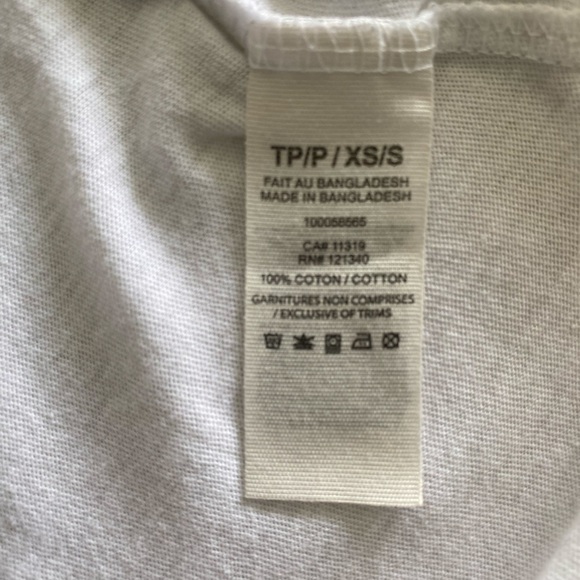 TP/P / XS/S
FAIT AU BANGLADESH
MADE IN BANGLADESH
100058565
CA# 11319
RN# 121340
100% COTON / COTTON
GARNITURES NON COMPRISES
/ EXCLUSIVE OF TRIMS